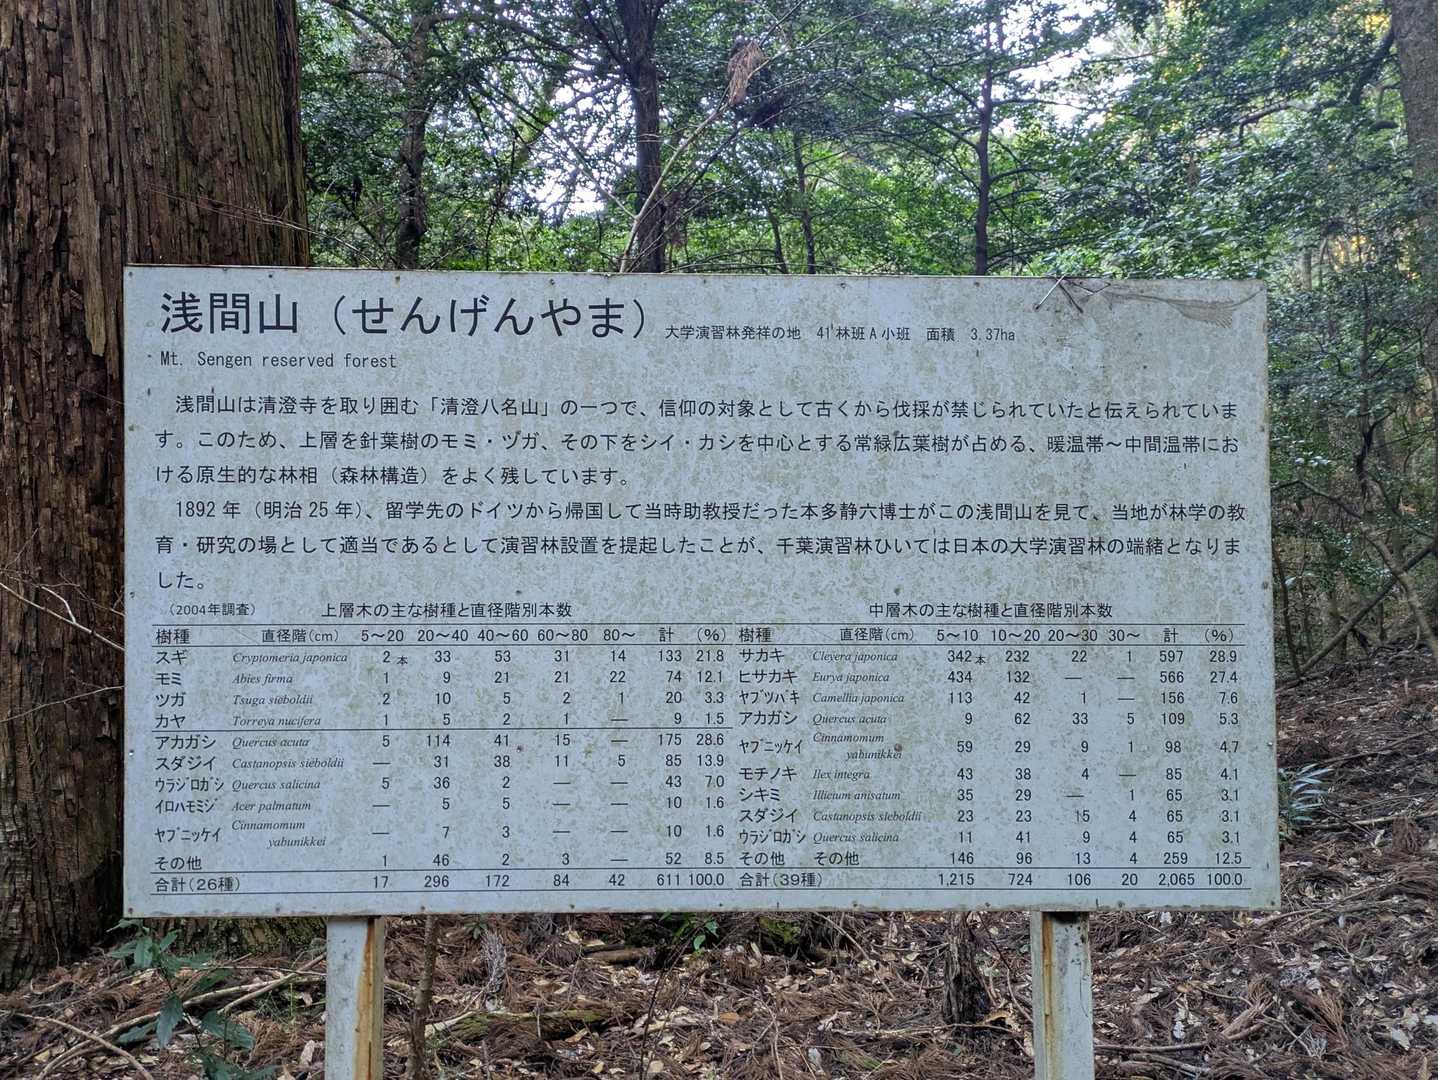 浅間山（せんげんやま） 大学演習林発祥の地 41林班A小班 面積 3.37ha
Mt. Sengen reserved forest
浅間山は清澄寺を取り囲む「清澄八名山」の一つで、信仰の対象として古くから伐採が禁じられていたと伝えられていま
す。このため、上層を針葉樹のモミ・ツガ、その下をシイ・カシを中心とする常緑広葉樹が占める、暖温帯～中間温帯にお
ける原生的な林相（森林構造）をよく残しています。
1892年（明治25年）、留学先のドイツから帰国して当時助教授だった本多静六博士がこの浅間山を見て、当地が林学の教
育・研究の場として適当であるとして演習林設置を提起したことが、千葉演習林ひいては日本の大学演習林の端緒となりま
した。
（2004年調査） 上層木の主な樹種と直径階別本数
樹種 直径階(cm) 5～20 20～40 40～60 60～80 80～ 計 (%)
スギ Cryptomeria japonica 2本 33 53 31 14 133 21.8
モミ Abies firma 1 9 21 21 22 74 12.1
ツガ Tsuga sieboldii 2 10 5 2 1 20 3.3
カヤ Torreya nucifera 1 5 2 1 — 9 1.5
アカガシ Quercus acuta 5 114 41 15 — 175 28.6
スダジイ Castanopsis sieboldii — 31 38 11 5 85 13.9
ウラジロガシ Quercus salicina 5 36 2 — — 43 7.0
イロハモミジ Acer palmatum — 5 5 — — 10 1.6
ヤブニッケイ Cinnamomum yabunikkei — 7 3 — — 10 1.6
その他 1 46 2 3 — 52 8.5
合計(26種) 17 296 172 84 42 611 100.0
中層木の主な樹種と直径階別本数
樹種 直径階(cm) 5～10 10～20 20～30 30～ 計 (%)
サカキ Cleyera japonica 342本 232 22 1 597 28.9
ヒサカキ Eurya japonica 434 132 — — 566 27.4
ヤブツバキ Camellia japonica 113 42 1 — 156 7.6
アカガシ Quercus acuta 9 62 33 5 109 5.3
ヤブニッケイ Cinnamomum yabunikkei 59 29 9 1 98 4.7
モチノキ Ilex integra 43 38 4 — 85 4.1
シキミ Illicium anisatum 35 29 — 1 65 3.1
スダジイ Castanopsis sieboldii 23 23 15 4 65 3.1
ウラジロガシ Quercus salicina 11 41 9 4 65 3.1
その他 その他 146 96 13 4 259 12.5
合計(39種) 1,215 724 106 20 2,065 100.0